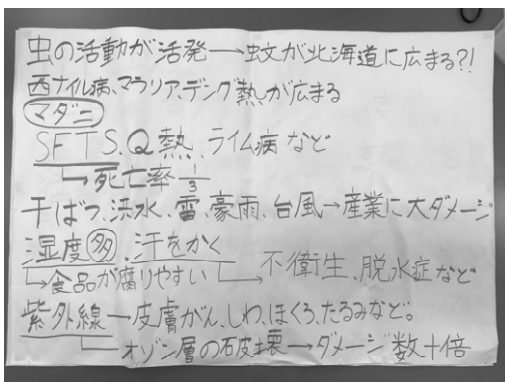 虫の活動が活発→蚊が北海道に広まる?!
西ナイル病、マラリア、デング熱が広まる
マダニ
SFTS、Q熱、ライム病など
→死亡率 1/3
干ばつ、洪水、雷、豪雨、台風→産業に大ダメージ
湿度多、汗をかく
→食品が腐りやすい →不衛生、脱水症など
紫外線→皮膚がん、しわ、ほくろ、たるみなど。
オゾン層の破壊→ダメージ数十倍